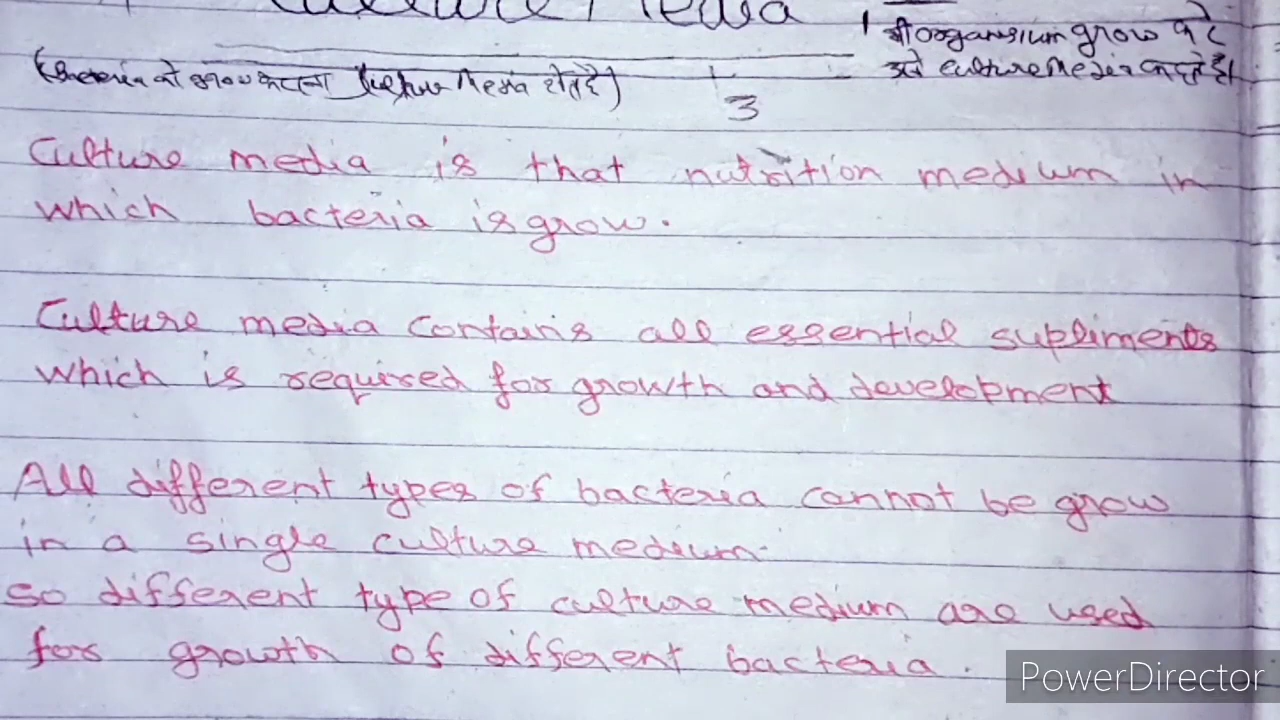 Culture Media
जी organisium grow करे
उसे culture Media कहते है।
(Bacteria को grow करना Culture Media होते है)
3
Culture media is that nutrition medium in
which bacteria is grow.
Culture media contains all essential supliments
which is required for growth and development
All different types of bacteria cannot be grow
in a single culture medium.
so different type of culture medium are used
for growth of different bacteria.
PowerDirector